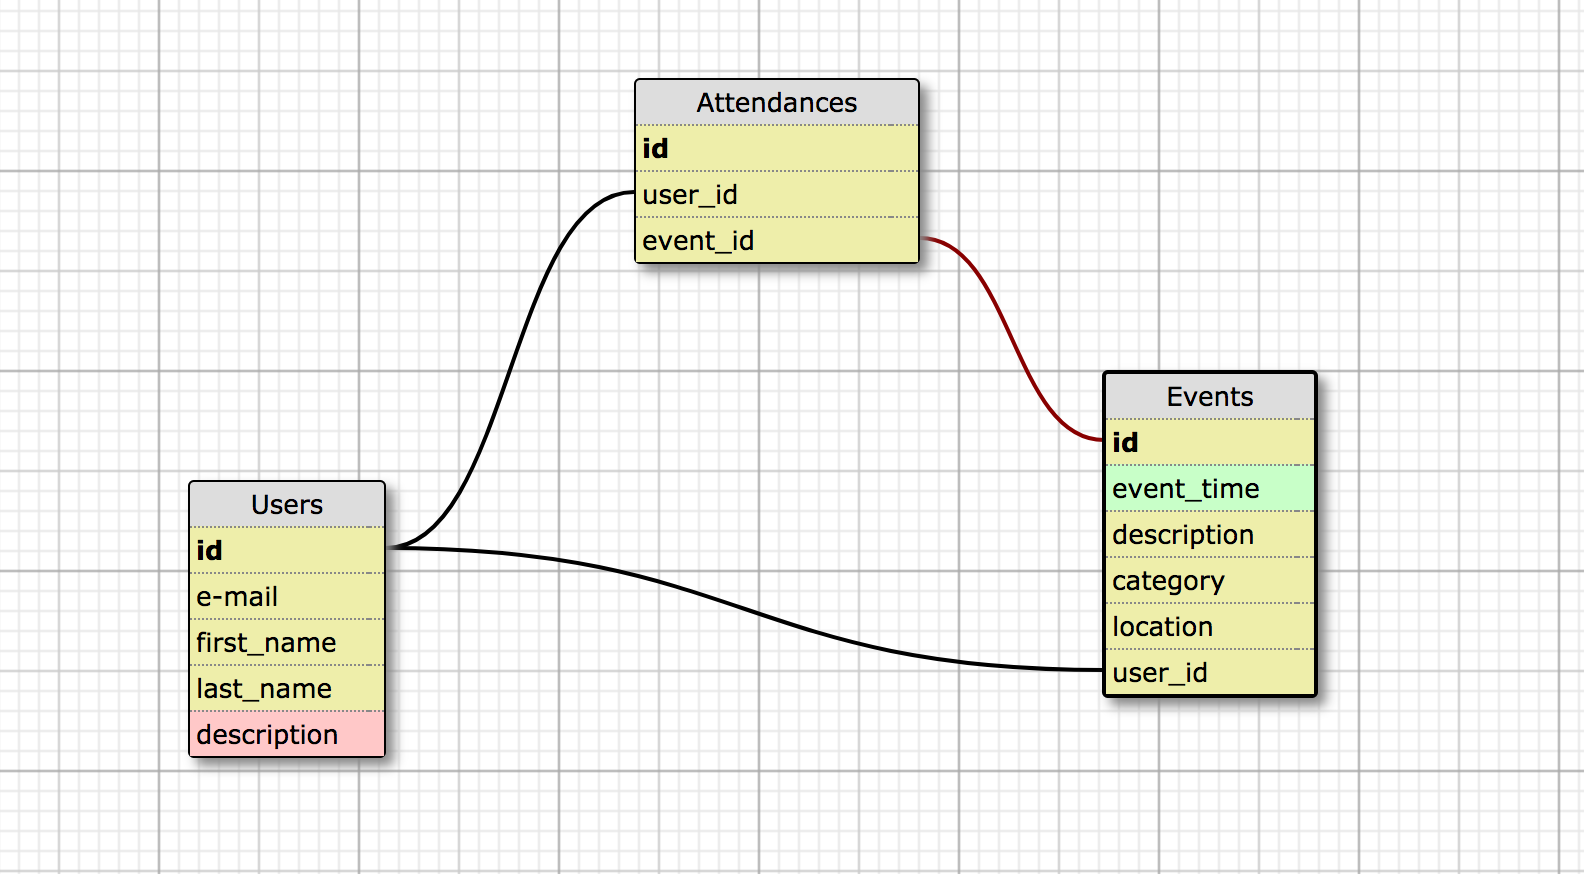 Attendances
id
user_id
event_id
Events
id
event_time
description
category
location
user_id
Users
id
e-mail
first_name
last_name
description